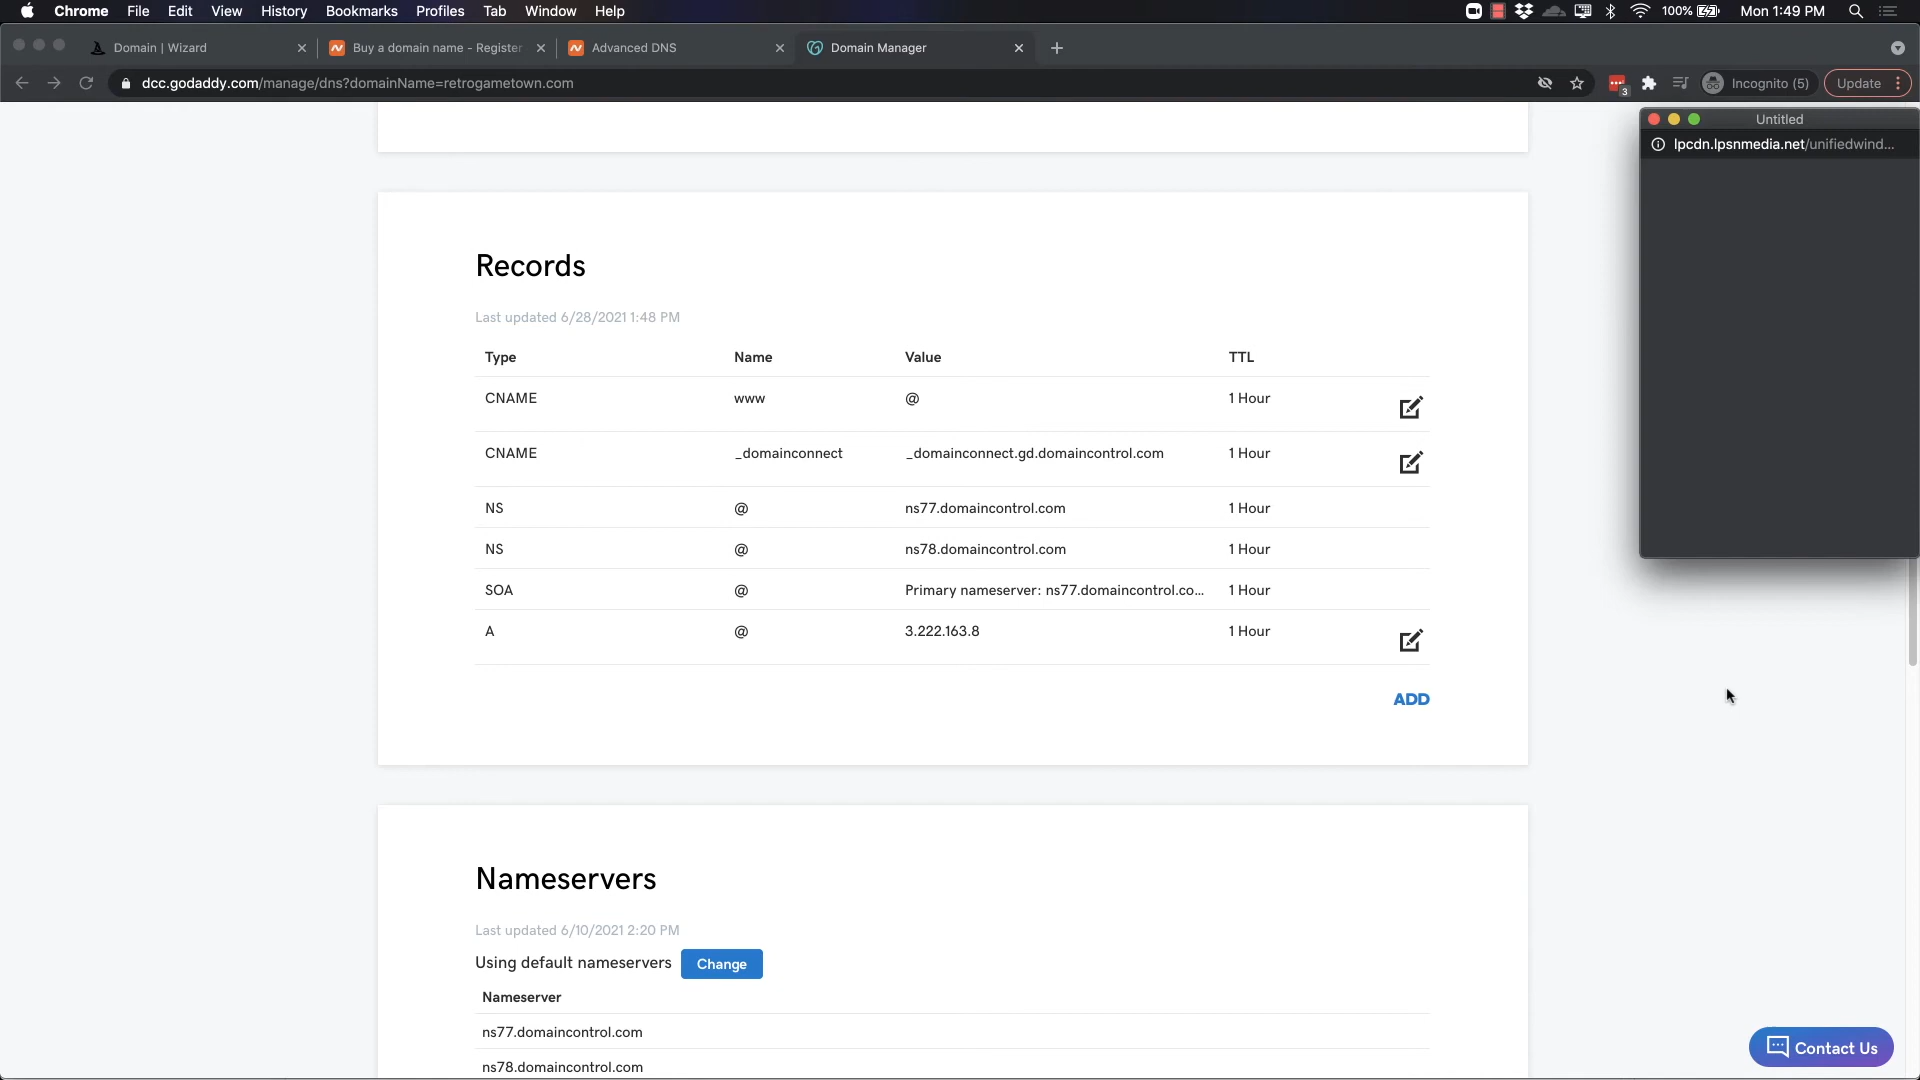 Chrome File Edit View History Bookmarks Profiles Tab Window Help 100% Mon 1:49 PM
Domain | Wizard Buy a domain name - Register Advanced DNS Domain Manager
dcc.godaddy.com/manage/dns?domainName=retrogametown.com 3 Incognito (5) Update
Untitled
lpcdn.lpsnmedia.net/unifiedwind...
Records
Last updated 6/28/2021 1:48 PM
Type Name Value TTL
CNAME www @ 1 Hour
CNAME _domainconnect _domainconnect.gd.domaincontrol.com 1 Hour
NS @ ns77.domaincontrol.com 1 Hour
NS @ ns78.domaincontrol.com 1 Hour
SOA @ Primary nameserver: ns77.domaincontrol.co... 1 Hour
A @ 3.222.163.8 1 Hour
ADD
Nameservers
Last updated 6/10/2021 2:20 PM
Using default nameservers Change
Nameserver
ns77.domaincontrol.com
ns78.domaincontrol.com
Contact Us